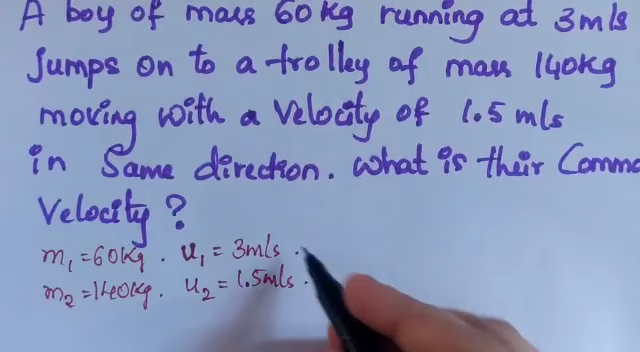 A boy of mass 60Kg running at 3m/s
Jumps on to a trolley of mass 140Kg
moving with a Velocity of 1.5 m/s
in Same direction. What is their Commo
Velocity?
m₁ = 60Kg. u₁ = 3m/s.
m₂ = 140Kg. u₂ = 1.5m/s.